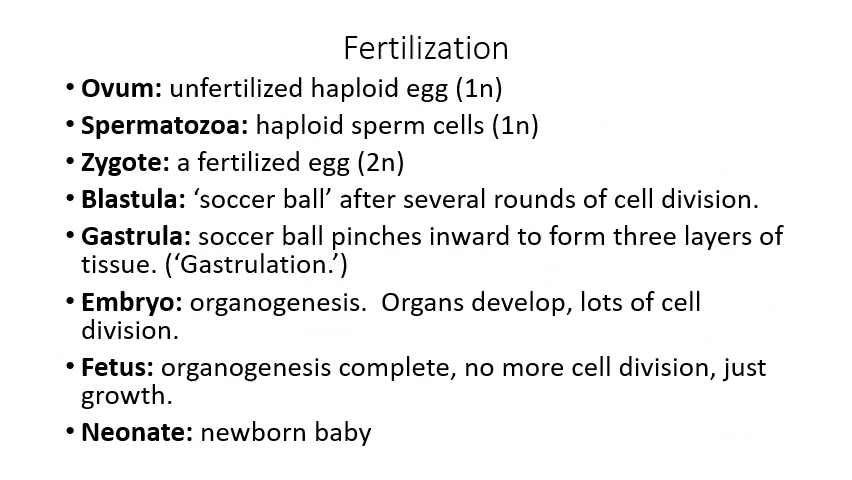 Fertilization
• Ovum: unfertilized haploid egg (1n)
• Spermatozoa: haploid sperm cells (1n)
• Zygote: a fertilized egg (2n)
• Blastula: ‘soccer ball’ after several rounds of cell division.
• Gastrula: soccer ball pinches inward to form three layers of
tissue. (‘Gastrulation.’)
• Embryo: organogenesis.  Organs develop, lots of cell
division.
• Fetus: organogenesis complete, no more cell division, just
growth.
• Neonate: newborn baby